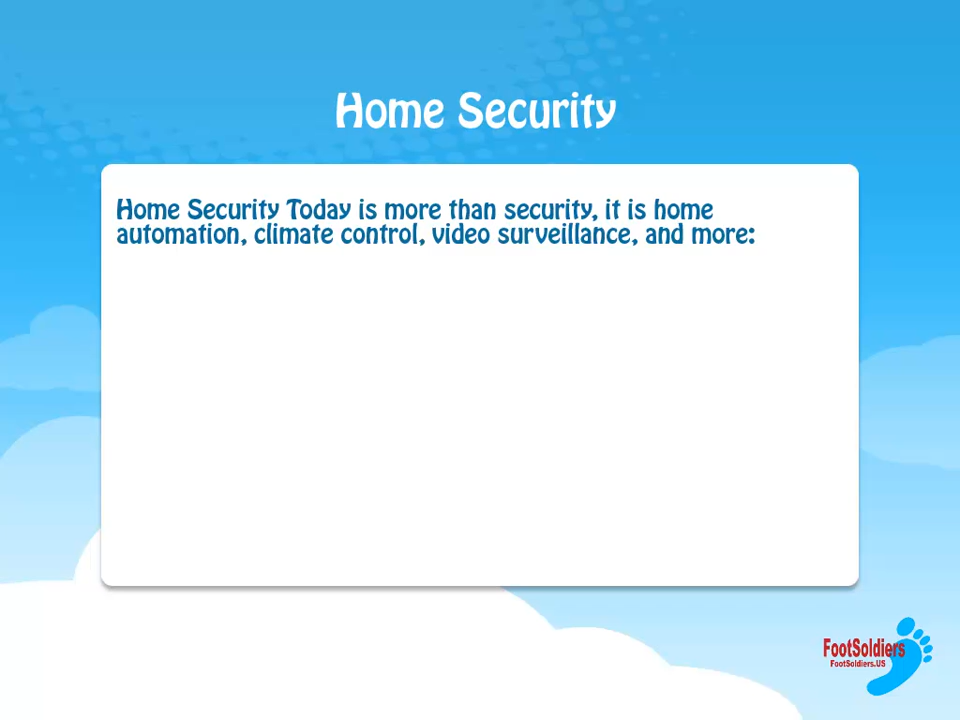 Home Security
Home Security Today is more than security, it is home
automation, climate control, video surveillance, and more:
FootSoldiers
FootSoldiers.US